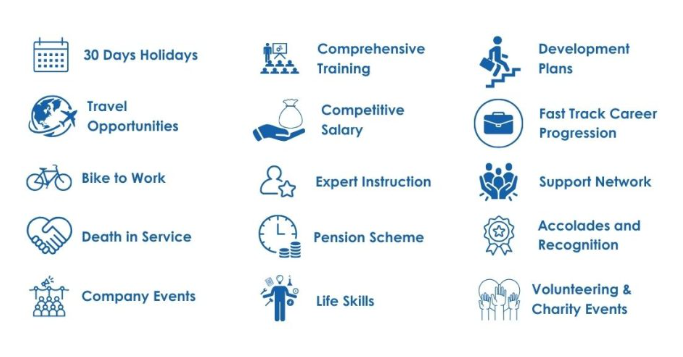 30 Days Holidays
Comprehensive
Training
Development
Plans
Travel
Opportunities
Competitive
Salary
Fast Track Career
Progression
Bike to Work
Expert Instruction
Support Network
Death in Service
Pension Scheme
Accolades and
Recognition
Company Events
Life Skills
Volunteering &
Charity Events